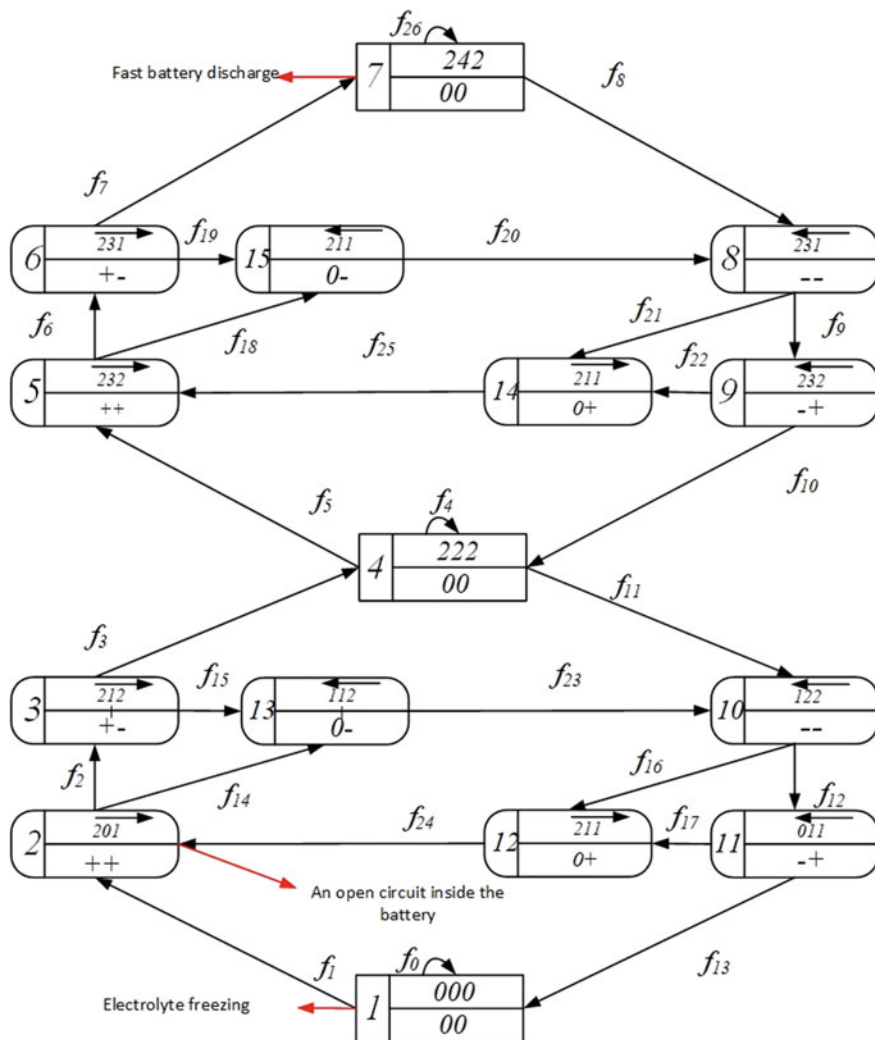 f26
7 242
00
Fast battery discharge
f8
f7
6 231
+-
f19
15 211
0-
f20
8 231
--
f6
f18
f25
f21
f22
f9
5 232
++
14 211
0+
9 232
-+
f5
f4
f10
4 222
00
f3
f11
3 212
+-
f15
13 112
0-
f23
10 122
--
f2
f14
f24
f16
f17
f12
2 201
++
12 211
0+
11 011
-+
An open circuit inside the
battery
f1
f0
f13
1 000
00
Electrolyte freezing